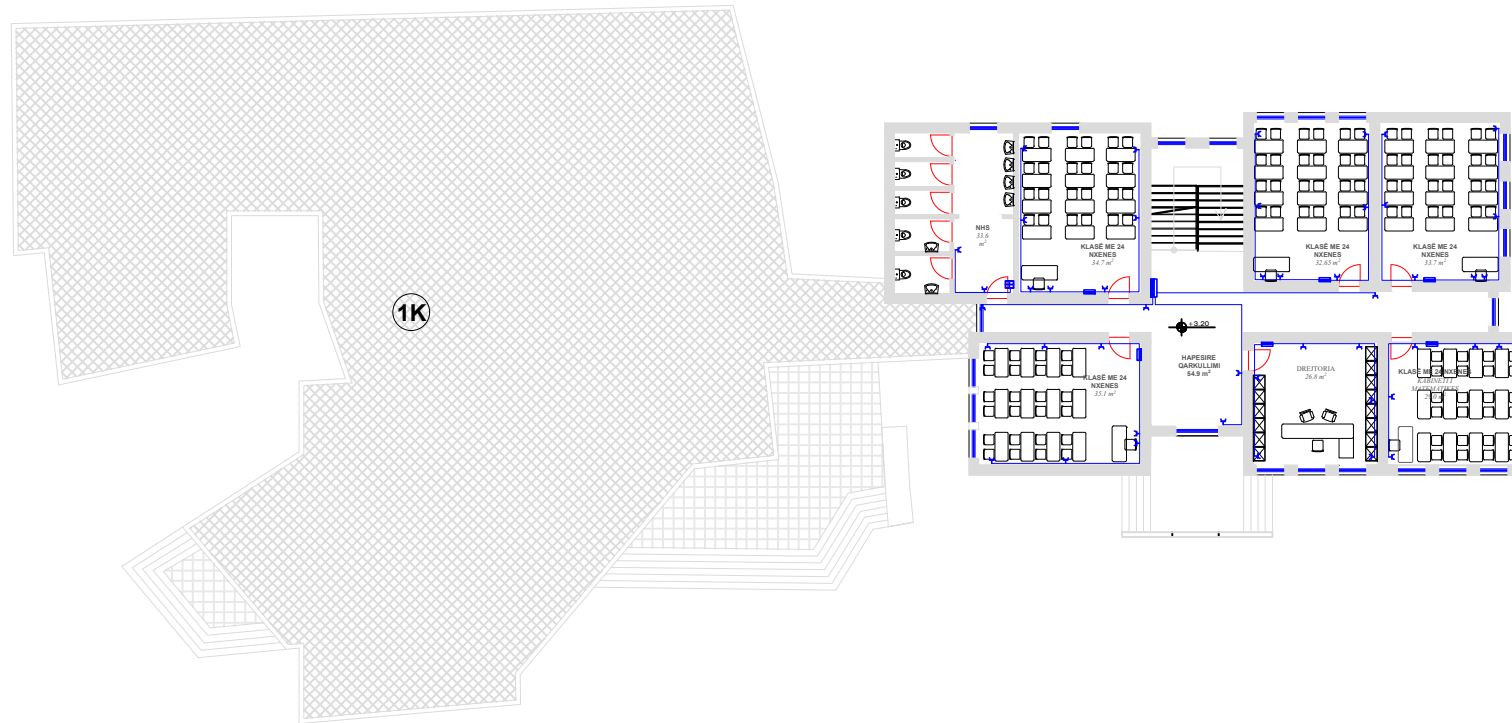 NHS
33.6
m²
KLASË ME 24
NXENES
34.7 m²
KLASË ME 24
NXENES
32.65 m²
KLASË ME 24
NXENES
33.7 m²
1K
+3.20
HAPESIRE
QARKULLIMI
54.9 m²
KLASË ME 24
NXENES
35.1 m²
DREJTORIA
26.8 m²
KLASË ME 24 NXENES
KABINETI I
MATEMATIKES